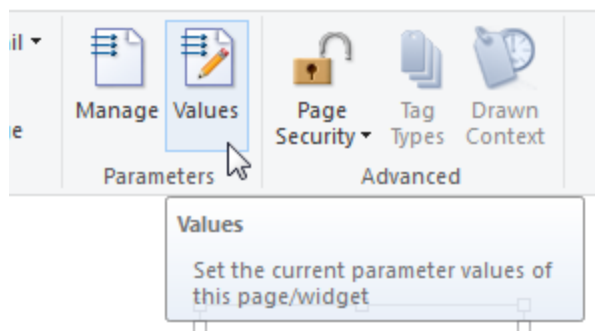 il
Manage Values Page Tag Drawn
e Security Types Context
Parameters Advanced
Values
Set the current parameter values of
this page/widget